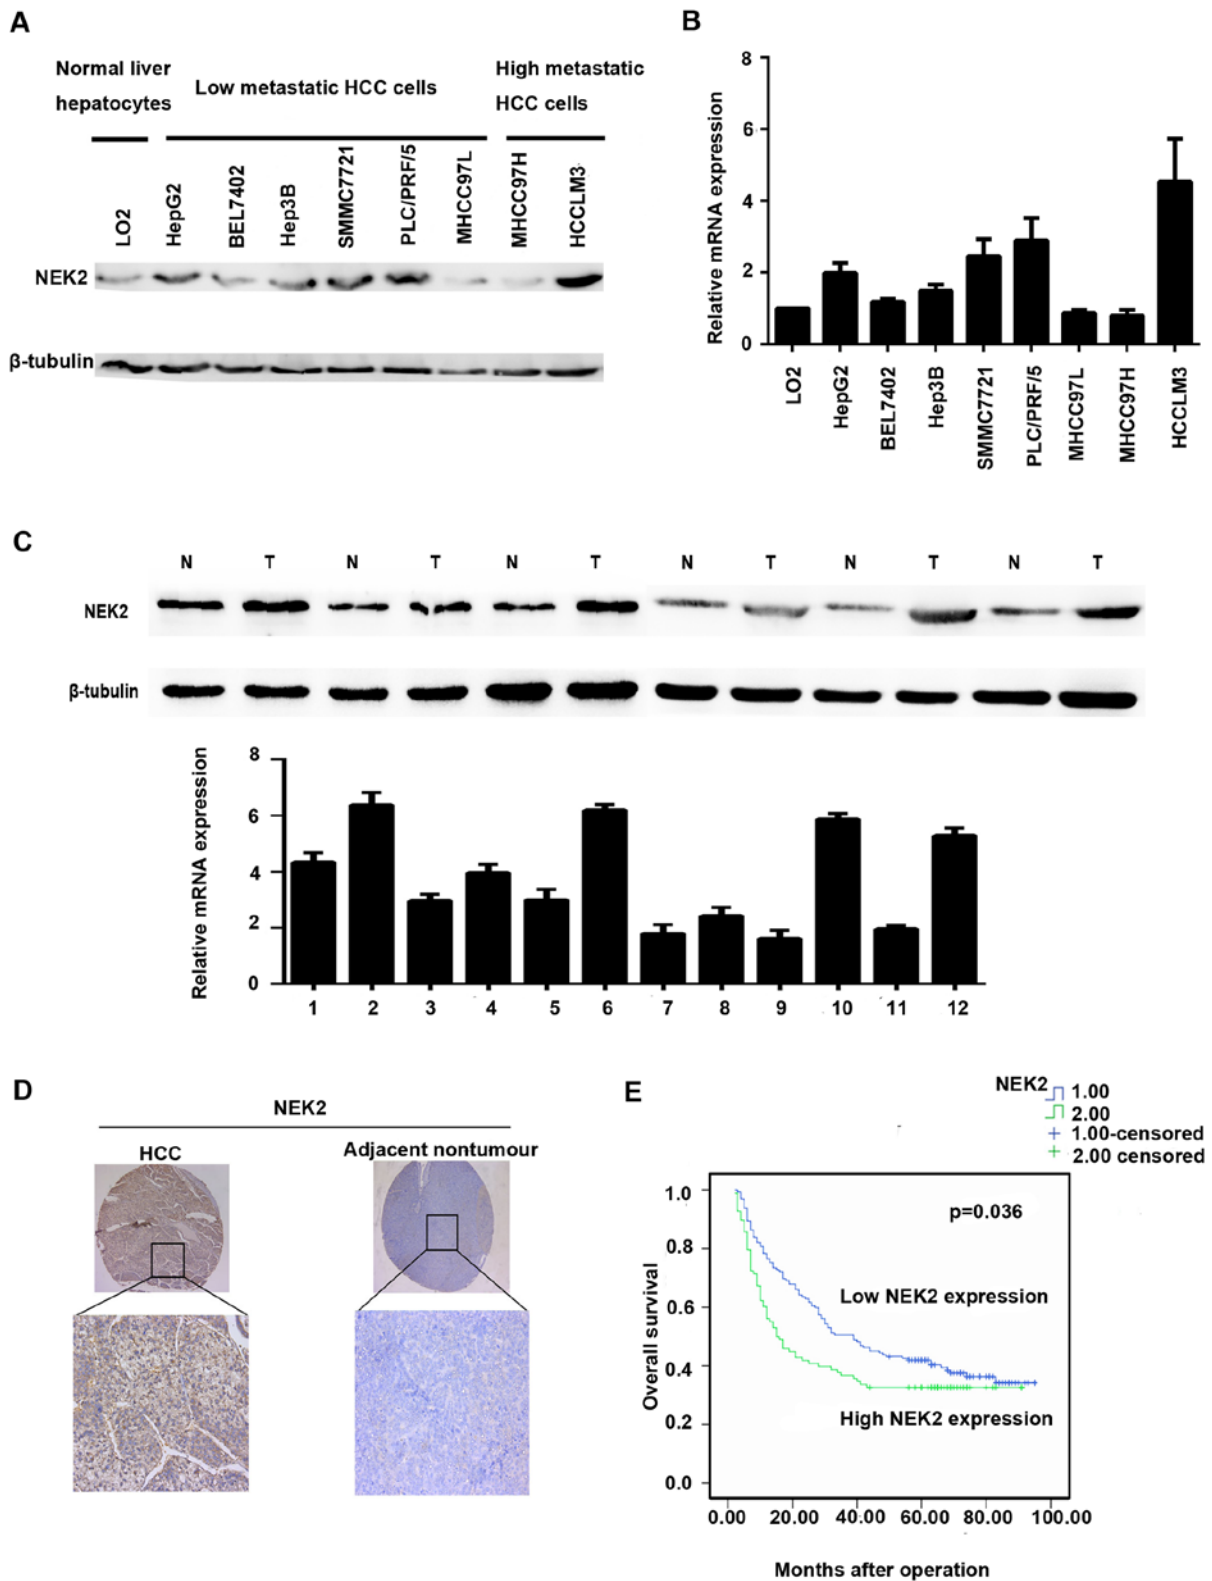 A
Normal liver
hepatocytes
Low metastatic HCC cells
High metastatic
HCC cells
LO2
HepG2
BEL7402
Hep3B
SMMC7721
PLC/PRF/5
MHCC97L
MHCC97H
HCCLM3
NEK2
β-tubulin
B
Relative mRNA expression
8
6
4
2
0
LO2
HepG2
BEL7402
Hep3B
SMMC7721
PLC/PRF/5
MHCC97L
MHCC97H
HCCLM3
C
N T N T N T N T N T N T
NEK2
β-tubulin
Relative mRNA expression
8
6
4
2
0
1 2 3 4 5 6 7 8 9 10 11 12
D
NEK2
HCC
Adjacent nontumour
E
NEK2
1.00
2.00
1.00-censored
2.00 censored
Overall survival
1.0
0.8
0.6
0.4
0.2
0.0
p=0.036
Low NEK2 expression
High NEK2 expression
0.00 20.00 40.00 60.00 80.00 100.00
Months after operation